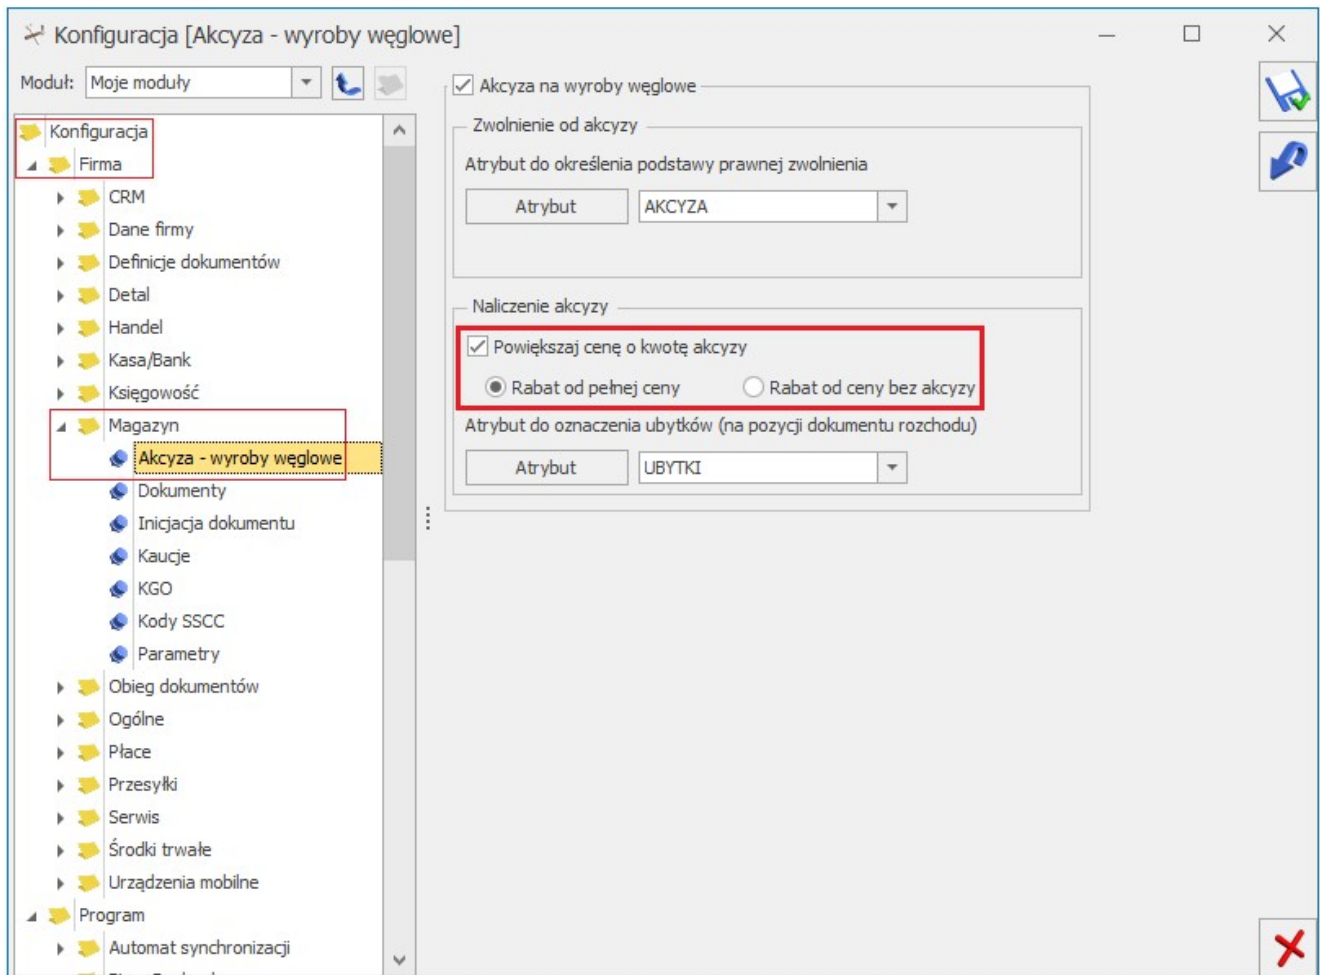 Konfiguracja [Akcyza - wyroby węglowe]
Moduł: Moje moduły
Konfiguracja
Firma
CRM
Dane firmy
Definicje dokumentów
Detal
Handel
Kasa/Bank
Księgowość
Magazyn
Akcyza - wyroby węglowe
Dokumenty
Inicjacja dokumentu
Kaucje
KGO
Kody SSCC
Parametry
Obieg dokumentów
Ogólne
Płace
Przesyłki
Serwis
Środki trwałe
Urządzenia mobilne
Program
Automat synchronizacji
Akcyza na wyroby węglowe
Zwolnienie od akcyzy
Atrybut do określenia podstawy prawnej zwolnienia
Atrybut AKCYZA
Naliczenie akcyzy
Powiększaj cenę o kwotę akcyzy
Rabat od pełnej ceny Rabat od ceny bez akcyzy
Atrybut do oznaczenia ubytków (na pozycji dokumentu rozchodu)
Atrybut UBYTKI